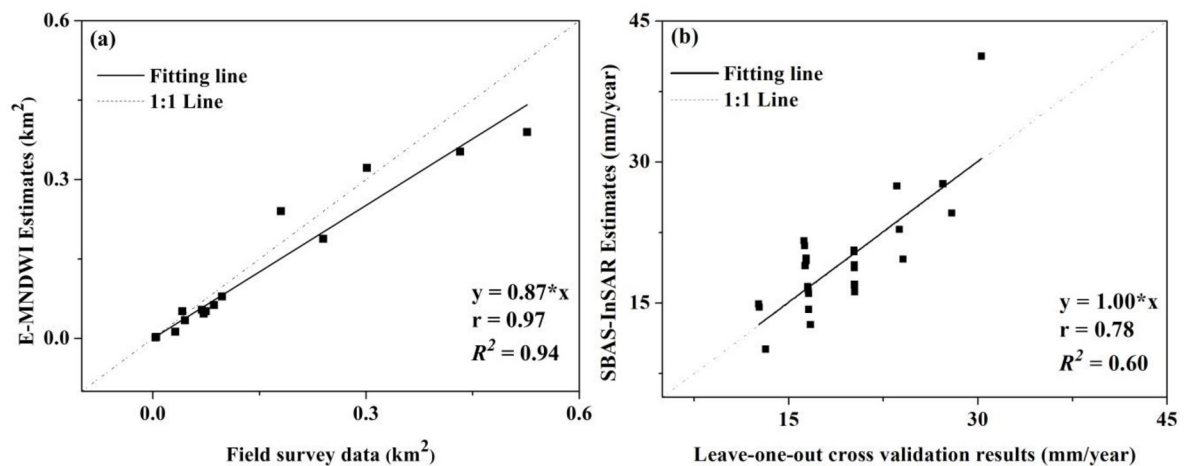 (a)
Fitting line
1:1 Line
0.6
0.3
0.0
E-MNDWI Estimates (km²)
y = 0.87*x
r = 0.97
R² = 0.94
0.0 0.3 0.6
Field survey data (km²)
(b)
Fitting line
1:1 Line
45
30
15
SBAS-InSAR Estimates (mm/year)
y = 1.00*x
r = 0.78
R² = 0.60
15 30 45
Leave-one-out cross validation results (mm/year)